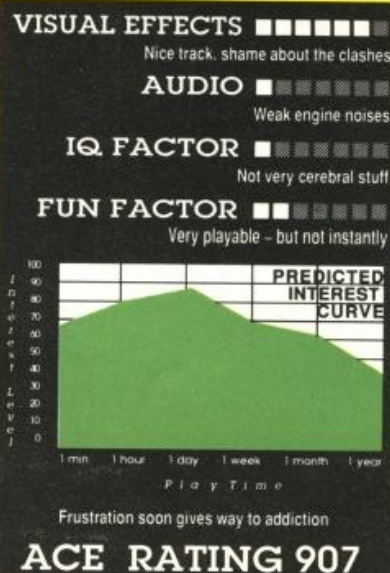 VISUAL EFFECTS
Nice track. shame about the clashes
AUDIO
Weak engine noises
IQ FACTOR
Not very cerebral stuff
FUN FACTOR
Very playable – but not instantly
PREDICTED
INTEREST
CURVE
Interest Level
100
90
80
70
60
50
40
30
20
10
0
1 min 1 hour 1 day 1 week 1 month 1 year
Play Time
Frustration soon gives way to addiction
ACE RATING 907